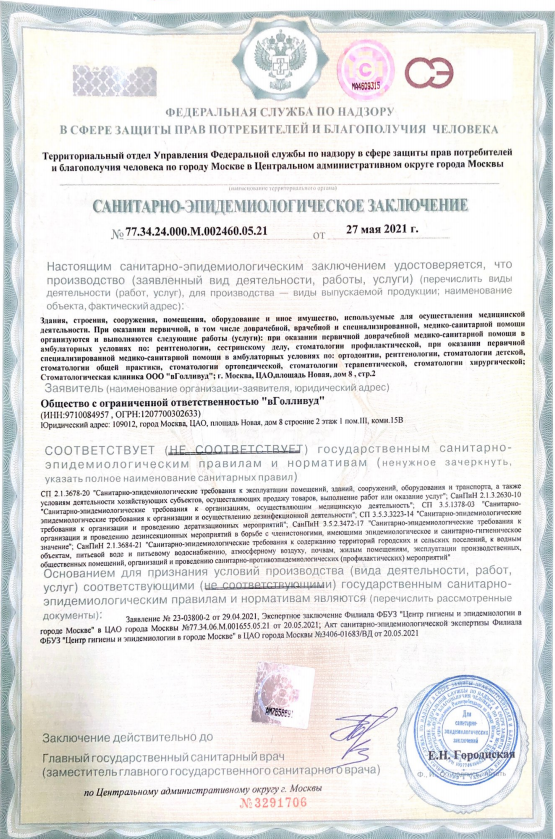 МА4609315
СЭ
ФЕДЕРАЛЬНАЯ СЛУЖБА ПО НАДЗОРУ
В СФЕРЕ ЗАЩИТЫ ПРАВ ПОТРЕБИТЕЛЕЙ И БЛАГОПОЛУЧИЯ ЧЕЛОВЕКА
Территориальный отдел Управления Федеральной службы по надзору в сфере защиты прав потребителей
и благополучия человека по городу Москве в Центральном административном округе города Москвы
(наименование территориального органа)
САНИТАРНО-ЭПИДЕМИОЛОГИЧЕСКОЕ ЗАКЛЮЧЕНИЕ
№ 77.34.24.000.М.002460.05.21 от 27 мая 2021 г.
Настоящим санитарно-эпидемиологическим заключением удостоверяется, что
производство (заявленный вид деятельности, работы, услуги) (перечислить виды
деятельности (работ, услуг), для производства — виды выпускаемой продукции; наименование
объекта, фактический адрес):
Здания, строения, сооружения, помещения, оборудование и иное имущество, используемые для осуществления медицинской
деятельности. При оказании первичной, в том числе доврачебной, врачебной и специализированной, медико-санитарной помощи
организуются и выполняются следующие работы (услуги): при оказании первичной доврачебной медико-санитарной помощи в
амбулаторных условиях по: рентгенологии, сестринскому делу, стоматологии профилактической, при оказании первичной
специализированной медико-санитарной помощи в амбулаторных условиях по: ортодонтии, рентгенологии, стоматологии детской,
стоматологии общей практики, стоматологии ортопедической, стоматологии терапевтической, стоматологии хирургической;
Стоматологическая клиника ООО "вГолливуд"; г. Москва, ЦАО,площадь Новая, дом 8 , стр.2
Заявитель (наименование организации-заявителя, юридический адрес)
Общество с ограниченной ответственностью "вГолливуд"
(ИНН:9710084957 , ОГРН:1207700302633)
Юридический адрес: 109012, город Москва, ЦАО, площадь Новая, дом 8 строение 2 этаж 1 пом.III, комн.15В
СООТВЕТСТВУЕТ (НЕ СООТВЕТСТВУЕТ) государственным санитарно-
эпидемиологическим правилам и нормативам (ненужное зачеркнуть,
указать полное наименование санитарных правил)
СП 2.1.3678-20 "Санитарно-эпидемиологические требования к эксплуатации помещений, зданий, сооружений, оборудования и транспорта, а также
условиям деятельности хозяйствующих субъектов, осуществляющих продажу товаров, выполнение работ или оказание услуг"; СанПиН 2.1.3.2630-10
"Санитарно-эпидемиологические требования к организациям, осуществляющим медицинскую деятельность"; СП 3.5.1378-03 "Санитарно-
эпидемиологические требования к организации и осуществлению дезинфекционной деятельности"; СП 3.5.3.3223-14 "Санитарно-эпидемиологические
требования к организации и проведению дератизационных мероприятий"; СанПиН 3.5.2.3472-17 "Санитарно-эпидемиологические требования к
организации и проведению дезинсекционных мероприятий в борьбе с членистоногими, имеющими эпидемиологическое и санитарно-гигиеническое
значение"; СанПиН 2.1.3684-21 "Санитарно-эпидемиологические требования к содержанию территорий городских и сельских поселений, к водным
объектам, питьевой воде и питьевому водоснабжению, атмосферному воздуху, почвам, жилым помещениям, эксплуатации производственных,
общественных помещений, организации и проведению санитарно-противоэпидемических (профилактических) мероприятий"
Основанием для признания условий производства (вида деятельности, работ,
услуг) соответствующими (не соответствующими) государственным санитарно-
эпидемиологическим правилам и нормативам являются (перечислить рассмотренные
документы):
Заявление № 23-03800-2 от 29.04.2021, Экспертное заключение Филиала ФБУЗ "Центр гигиены и эпидемиологии в
городе Москве" в ЦАО города Москвы №77.34.06.М.001655.05.21 от 20.05.2021; Акт санитарно-эпидемиологической экспертизы Филиала
ФБУЗ "Центр гигиены и эпидемиологии в городе Москве" в ЦАО города Москвы №3406-01683/ВД от 20.05.2021
Заключение действительно до
Главный государственный санитарный врач
(заместитель главного государственного санитарного врача)
Для
санитарно-
эпидемиологических
заключений
Е.Н. Городиская
по Центральному административному округу г. Москвы
№3291706